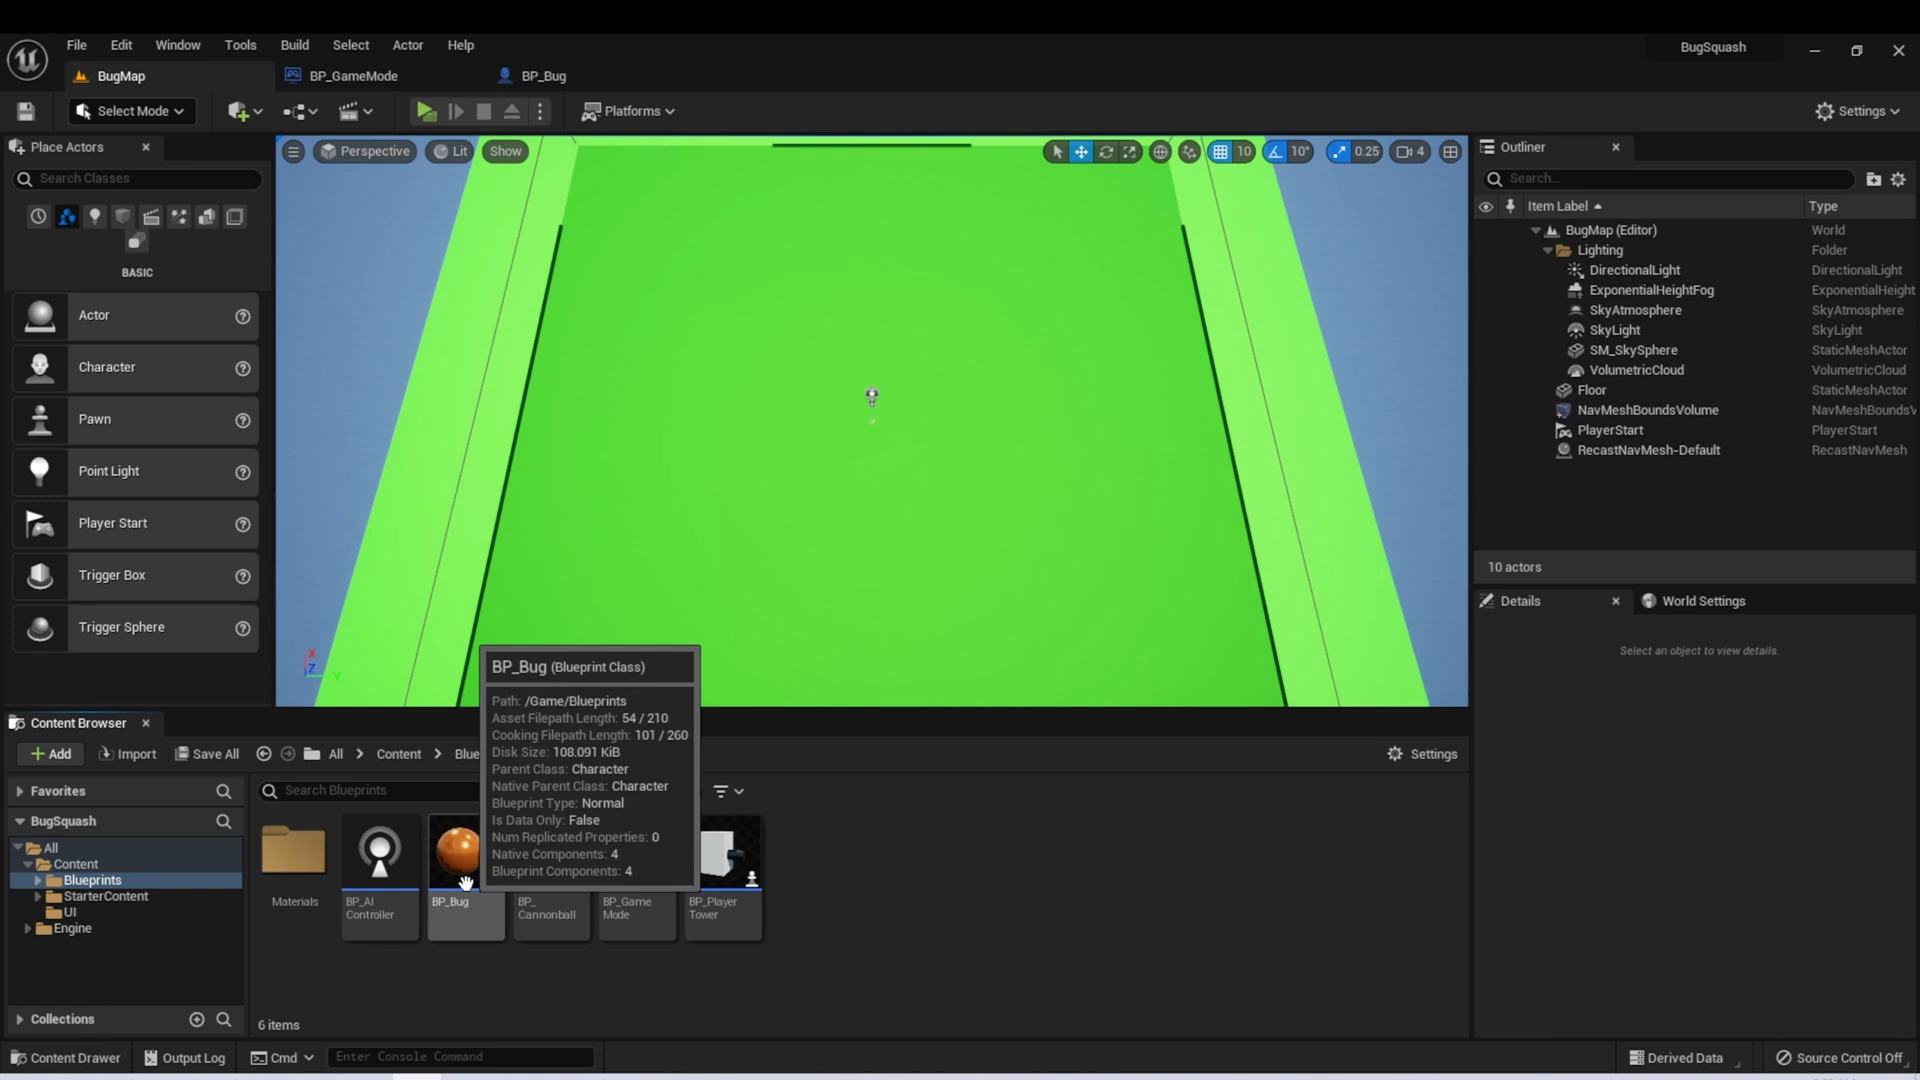 File Edit Window Tools Build Select Actor Help
BugSquash
BugMap BP_GameMode BP_Bug
Select Mode Platforms Settings
Place Actors
Search Classes
BASIC
Actor
Character
Pawn
Point Light
Player Start
Trigger Box
Trigger Sphere
Perspective Lit Show
10 10° 0.25 4
X
Z
Y
Outliner
Search...
Item Label Type
BugMap (Editor) World
Lighting Folder
DirectionalLight DirectionalLight
ExponentialHeightFog ExponentialHeight
SkyAtmosphere SkyAtmosphere
SkyLight SkyLight
SM_SkySphere StaticMeshActor
VolumetricCloud VolumetricCloud
Floor StaticMeshActor
NavMeshBoundsVolume NavMeshBoundsV
PlayerStart PlayerStart
RecastNavMesh-Default RecastNavMesh
10 actors
Details World Settings
Select an object to view details.
BP_Bug (Blueprint Class)
Path: /Game/Blueprints
Asset Filepath Length: 54 / 210
Cooking Filepath Length: 101 / 260
Disk Size: 108.091 KiB
Parent Class: Character
Native Parent Class: Character
Blueprint Type: Normal
Is Data Only: False
Num Replicated Properties: 0
Native Components: 4
Blueprint Components: 4
Content Browser
Add Import Save All All Content Blue Settings
Favorites
BugSquash
All
Content
Blueprints
StarterContent
UI
Engine
Collections
Search Blueprints
Materials
BP_AI
Controller
BP_Bug
BP_
Cannonball
BP_Game
Mode
BP_Player
Tower
6 items
Content Drawer Output Log Cmd Enter Console Command Derived Data Source Control Off